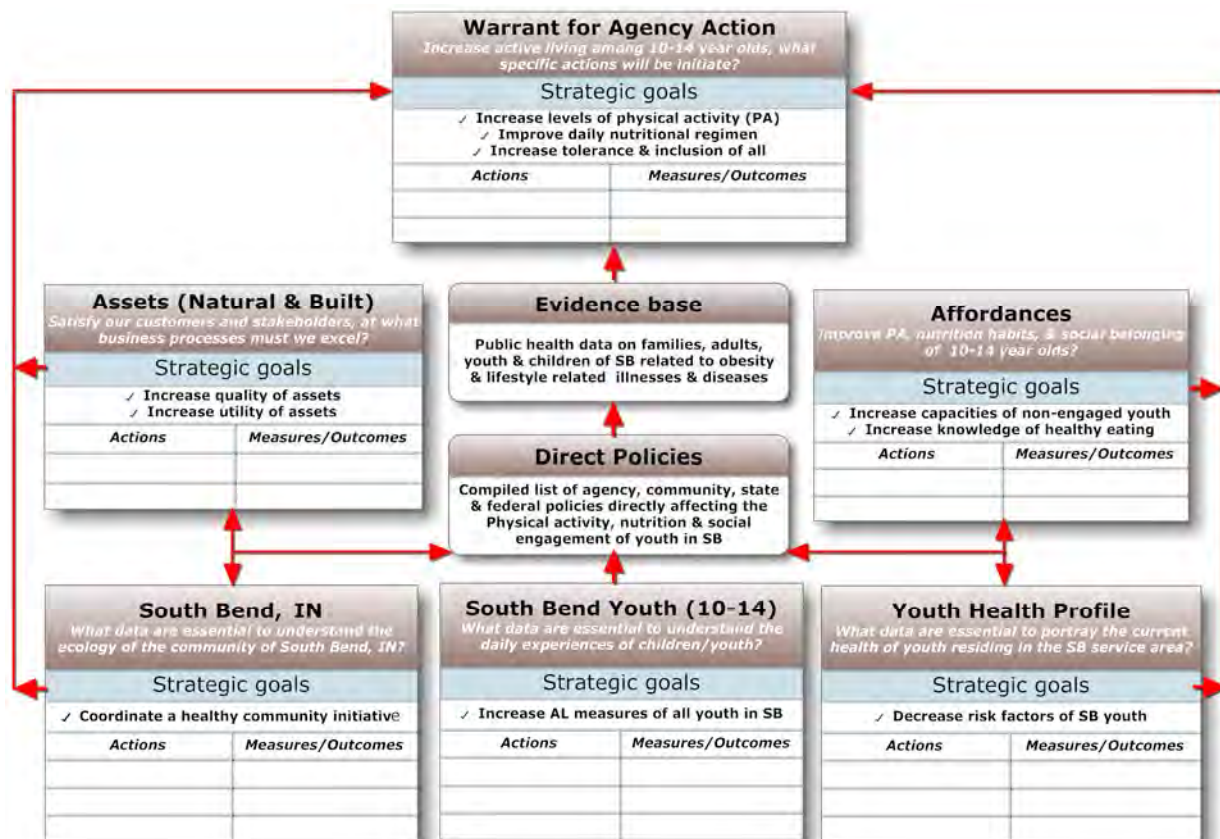 Warrant for Agency Action
Increase active living among 10-14 year olds, what
specific actions will be initiate?
Strategic goals
✓ Increase levels of physical activity (PA)
✓ Improve daily nutritional regimen
✓ Increase tolerance & inclusion of all
Actions
Measures/Outcomes
Assets (Natural & Built)
Satisfy our customers and stakeholders, at what
business processes must we excel?
Strategic goals
✓ Increase quality of assets
✓ Increase utility of assets
Actions
Measures/Outcomes
Evidence base
Public health data on families, adults,
youth & children of SB related to obesity
& lifestyle related illnesses & diseases
Affordances
Improve PA, nutrition habits, & social belonging
of 10-14 year olds?
Strategic goals
✓ Increase capacities of non-engaged youth
✓ Increase knowledge of healthy eating
Actions
Measures/Outcomes
Direct Policies
Compiled list of agency, community, state
& federal policies directly affecting the
Physical activity, nutrition & social
engagement of youth in SB
South Bend, IN
What data are essential to understand the
ecology of the community of South Bend, IN?
Strategic goals
✓ Coordinate a healthy community initiative
Actions
Measures/Outcomes
South Bend Youth (10-14)
What data are essential to understand the
daily experiences of children/youth?
Strategic goals
✓ Increase AL measures of all youth in SB
Actions
Measures/Outcomes
Youth Health Profile
What data are essential to portray the current
health of youth residing in the SB service area?
Strategic goals
✓ Decrease risk factors of SB youth
Actions
Measures/Outcomes